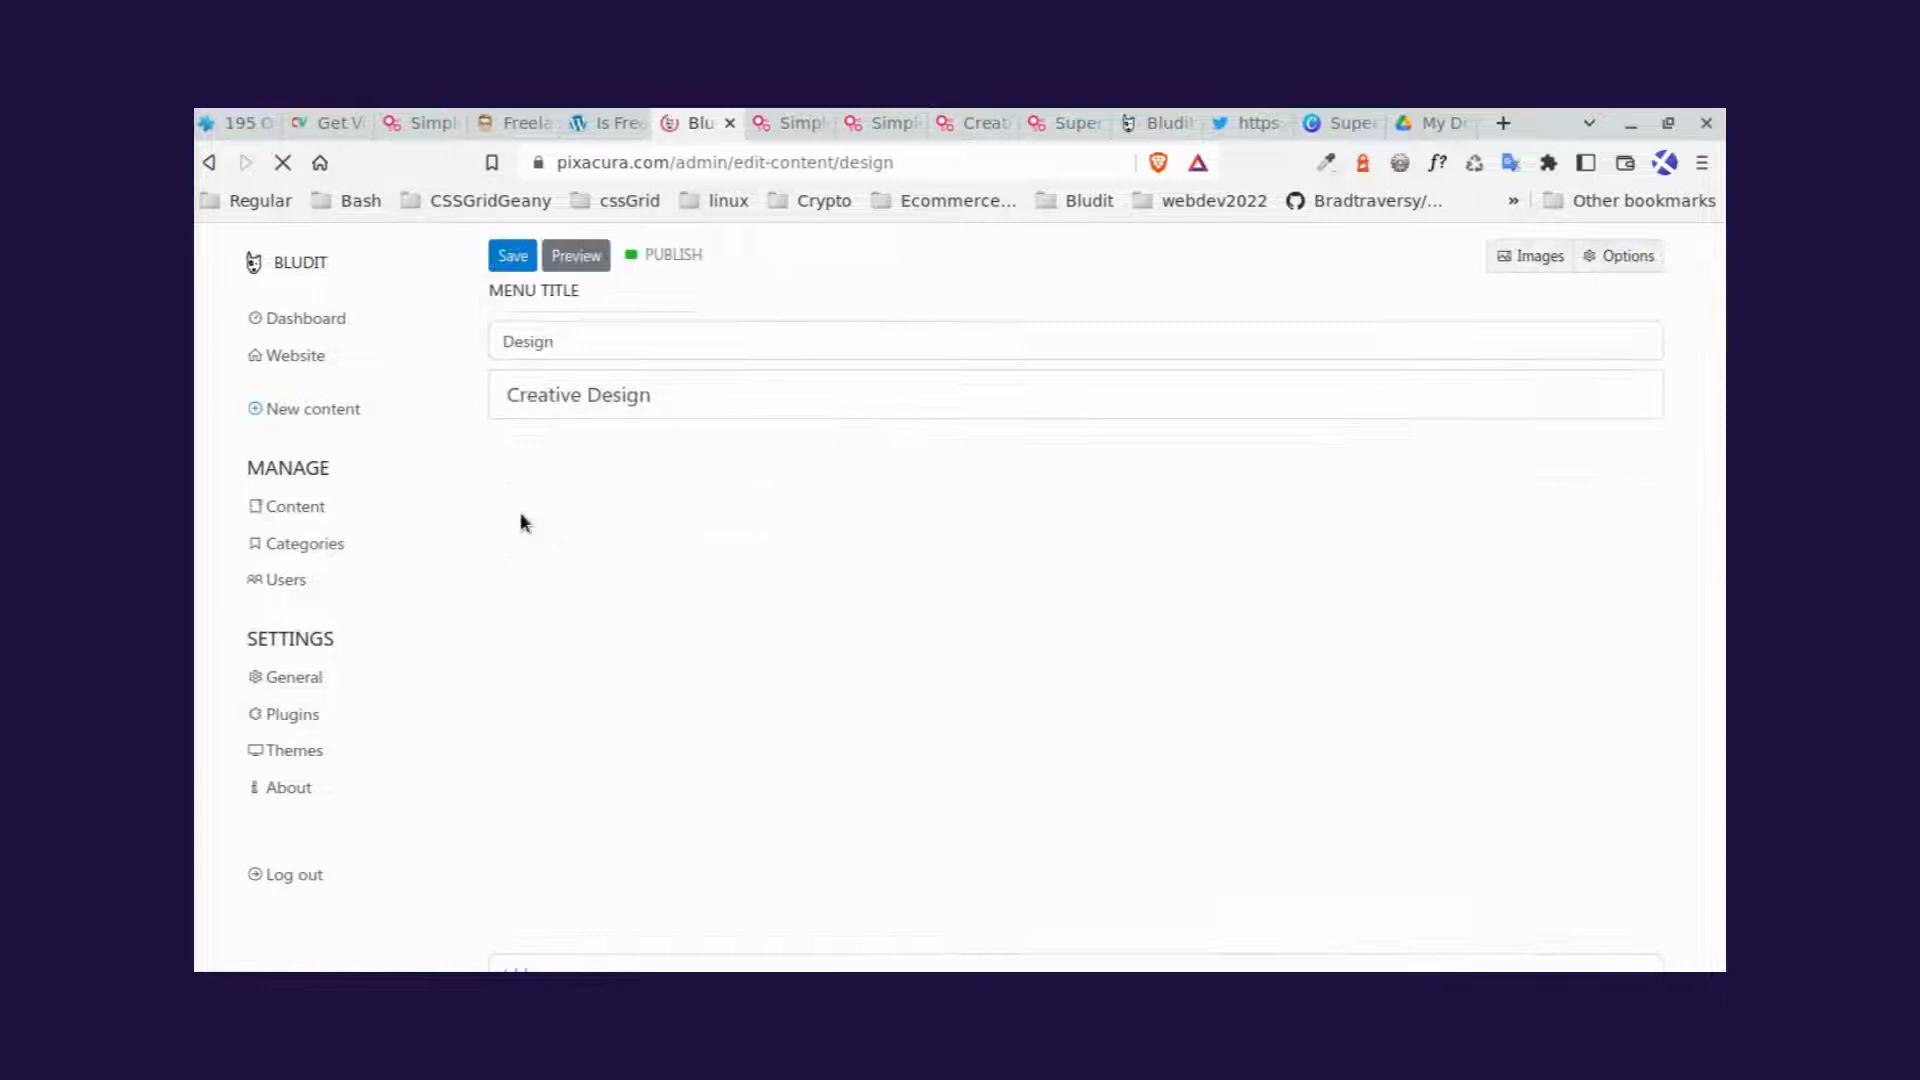 195 Get Vi Simpl Freela Is Fre Blu Simpl Simpl Creat Super Bludit https Super My Dr
pixacura.com/admin/edit-content/design f?
Regular Bash CSSGridGeany cssGrid linux Crypto Ecommerce... Bludit webdev2022 Bradtraversy/... » Other bookmarks
BLUDIT
Save Preview PUBLISH Images Options
MENU TITLE
Dashboard
Design
Website
Creative Design
New content
MANAGE
Content
Categories
Users
SETTINGS
General
Plugins
Themes
About
Log out